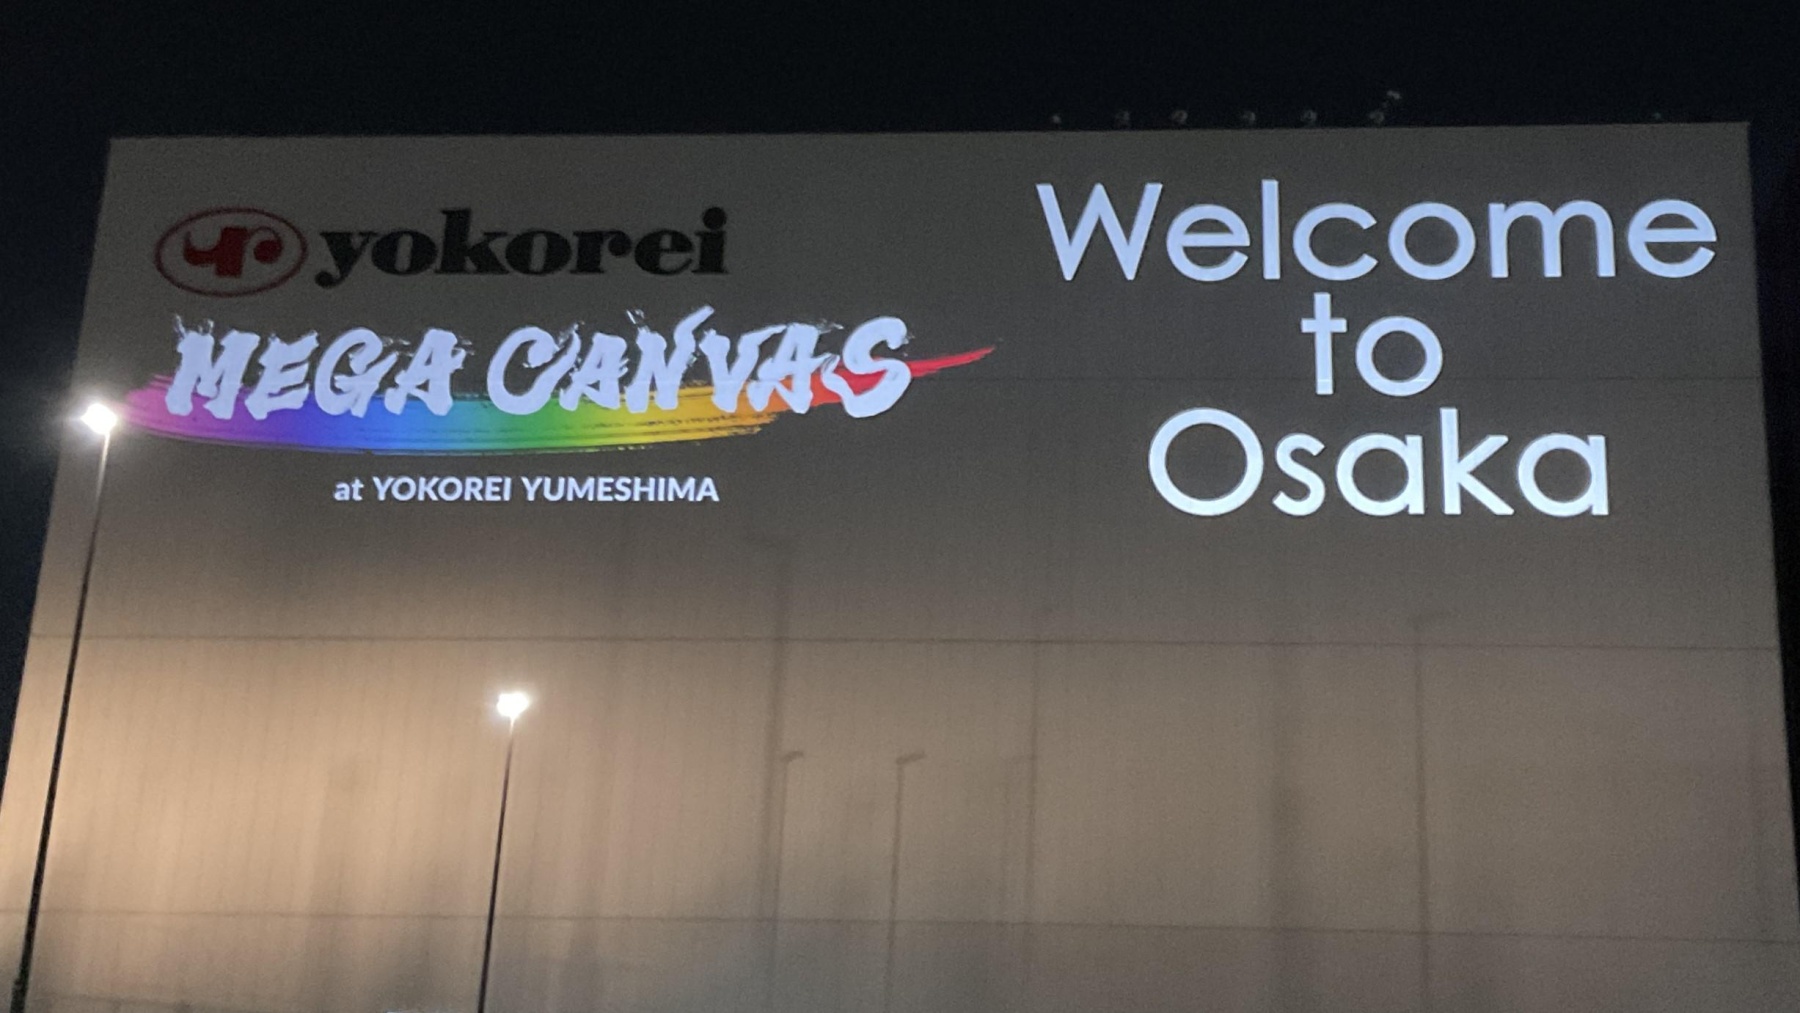 yokorei
MEGA CANVAS
at YOKOREI YUMESHIMA
Welcome
to
Osaka